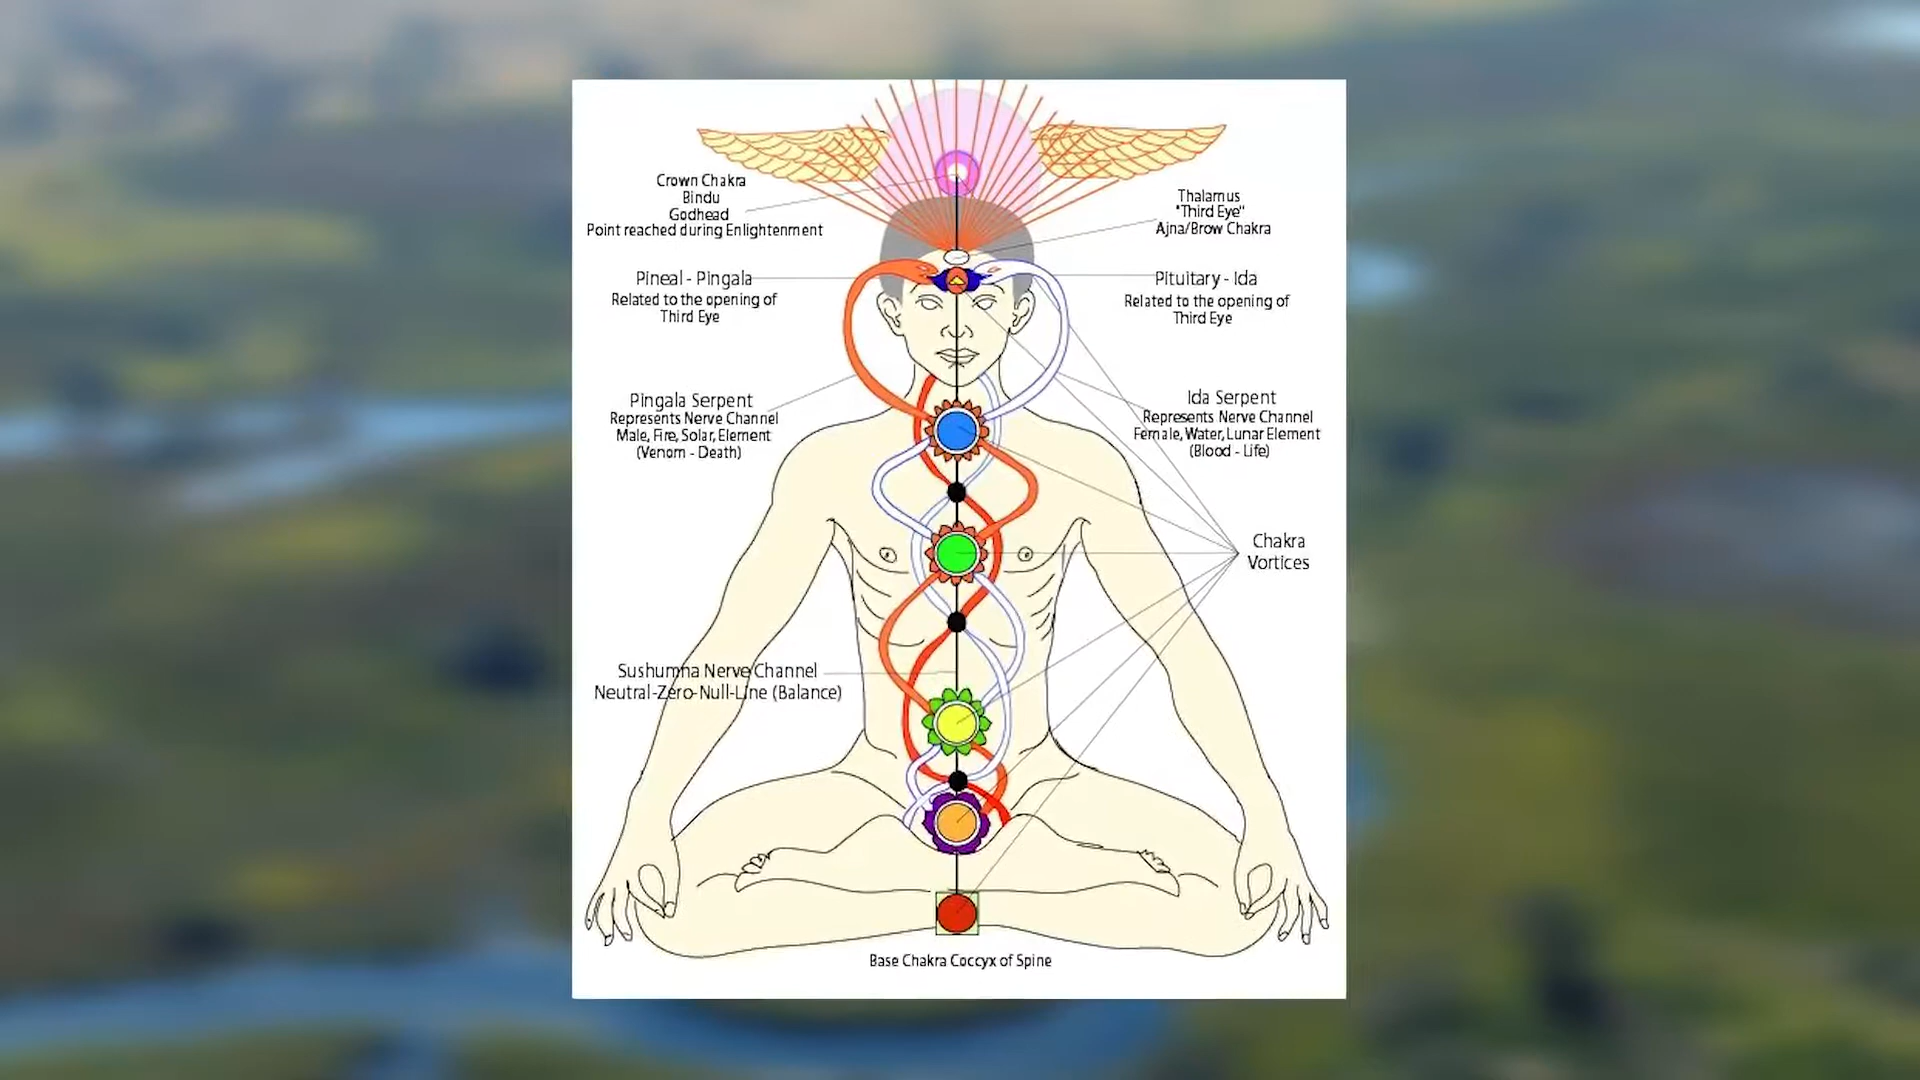 Crown Chakra
Bindu
Godhead
Point reached during Enlightenment
Thalamus
"Third Eye"
Ajna/Brow Chakra
Pineal - Pingala
Related to the opening of
Third Eye
Pituitary - Ida
Related to the opening of
Third Eye
Pingala Serpent
Represents Nerve Channel
Male, Fire, Solar, Element
(Venom - Death)
Ida Serpent
Represents Nerve Channel
Female, Water, Lunar Element
(Blood - Life)
Chakra
Vortices
Sushumna Nerve Channel
Neutral-Zero-Null-Line (Balance)
Base Chakra Coccyx of Spine